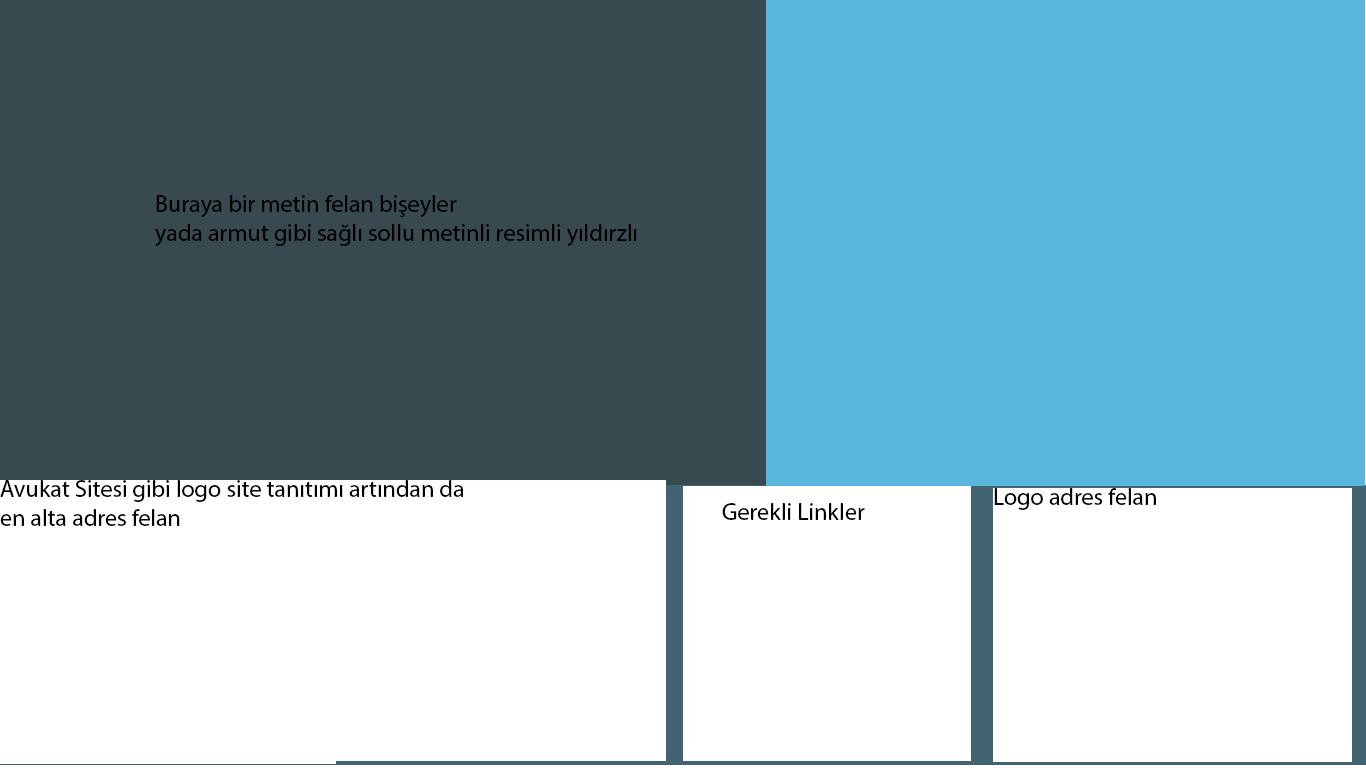 Buraya bir metin felan bişeyler
yada armut gibi sağlı sollu metinli resimli yıldırzlı
Avukat Sitesi gibi logo site tanıtımı artından da
en alta adres felan
Gerekli Linkler
Logo adres felan